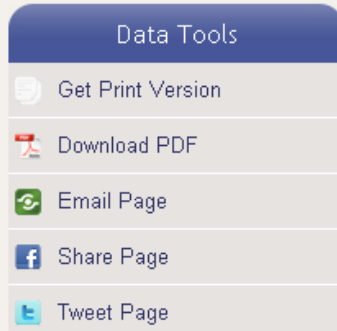 Data Tools
Get Print Version
Download PDF
Email Page
Share Page
Tweet Page